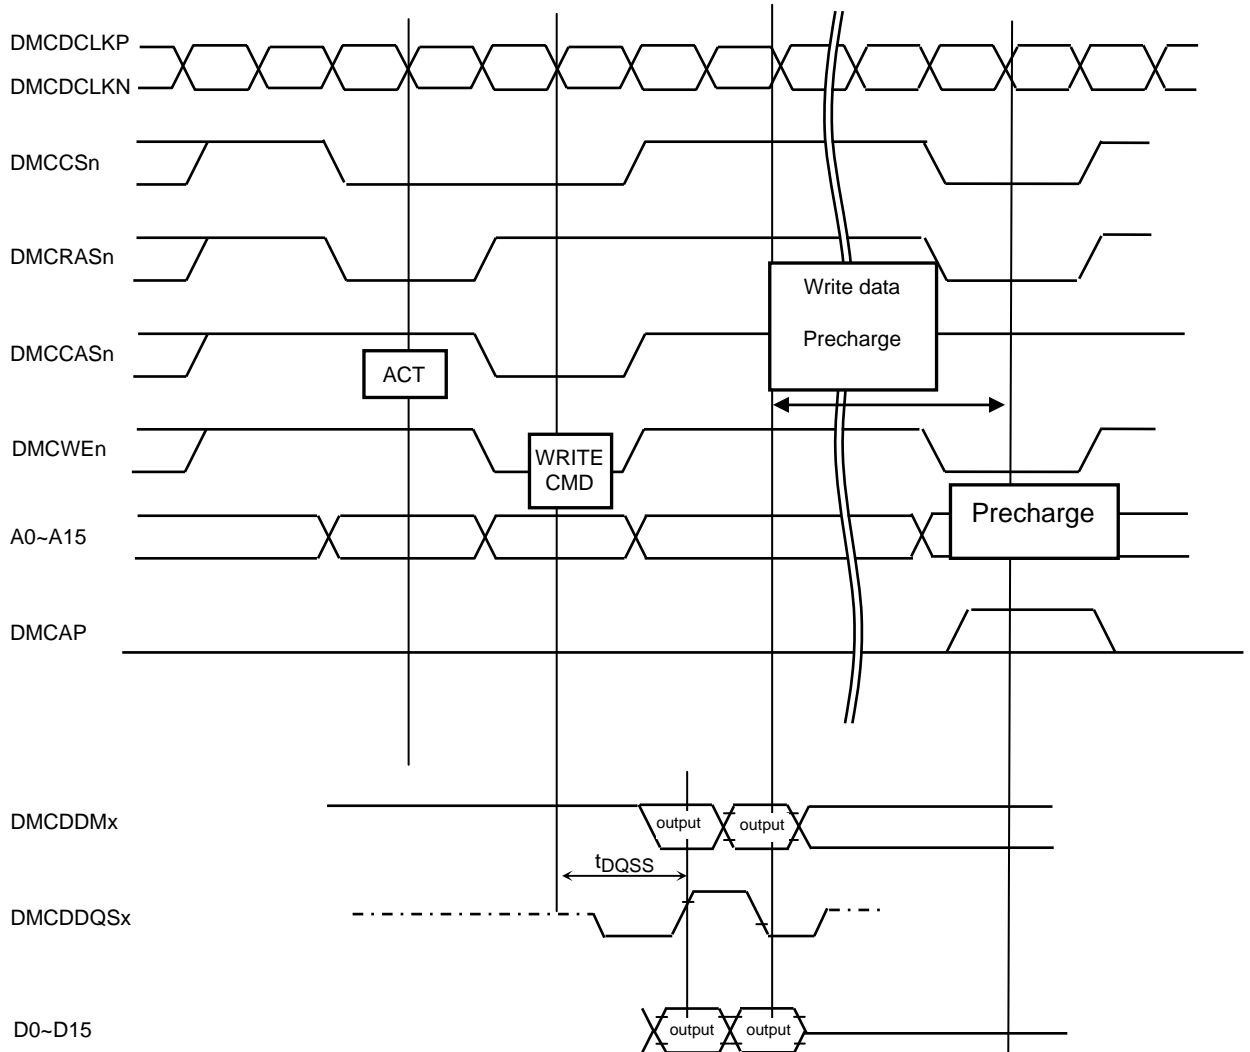 DMCDCLKP
DMCDCLKN
DMCCSn
DMCRASn
Write data
Precharge
DMCCASn
ACT
DMCWEn
WRITE
CMD
Precharge
A0~A15
DMCAP
DMCDDMx
output
output
tDQSS
DMCDDQSx
D0~D15
output
output